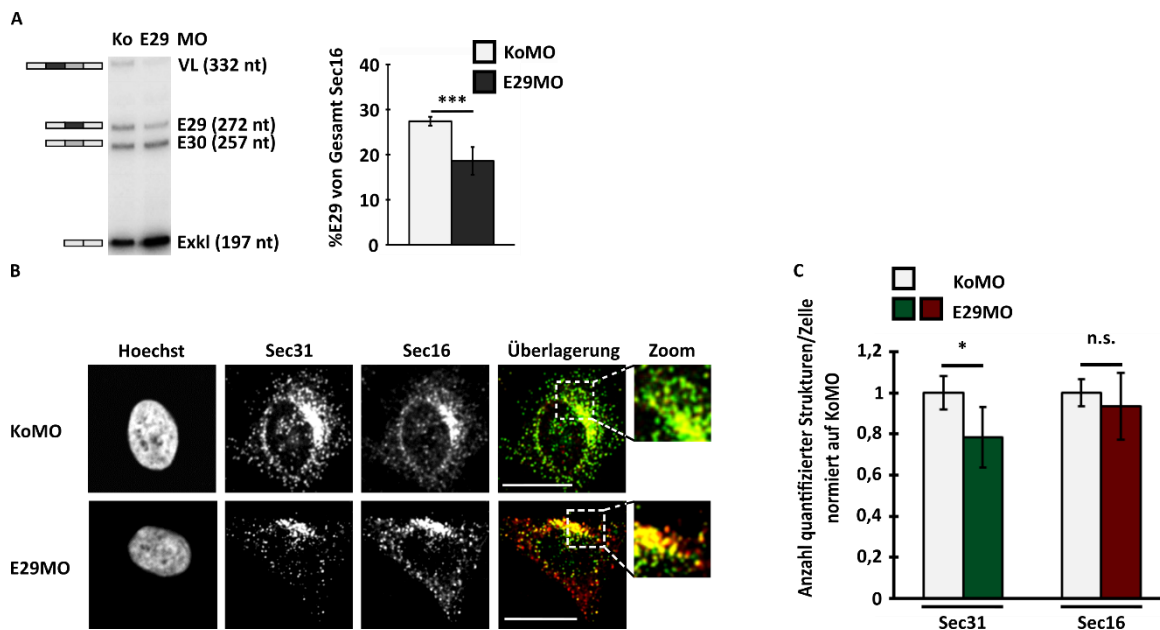 A
Ko E29 MO
VL (332 nt)
E29 (272 nt)
E30 (257 nt)
Exkl (197 nt)
KoMO
E29MO
%E29 von Gesamt Sec16
40
30
20
10
0
***
B
Hoechst Sec31 Sec16 Überlagerung Zoom
KoMO
E29MO
C
KoMO
E29MO
Anzahl quantifizierter Strukturen/Zelle
normiert auf KoMO
1,2
1
0,8
0,6
0,4
0,2
0
*
n.s.
Sec31 Sec16